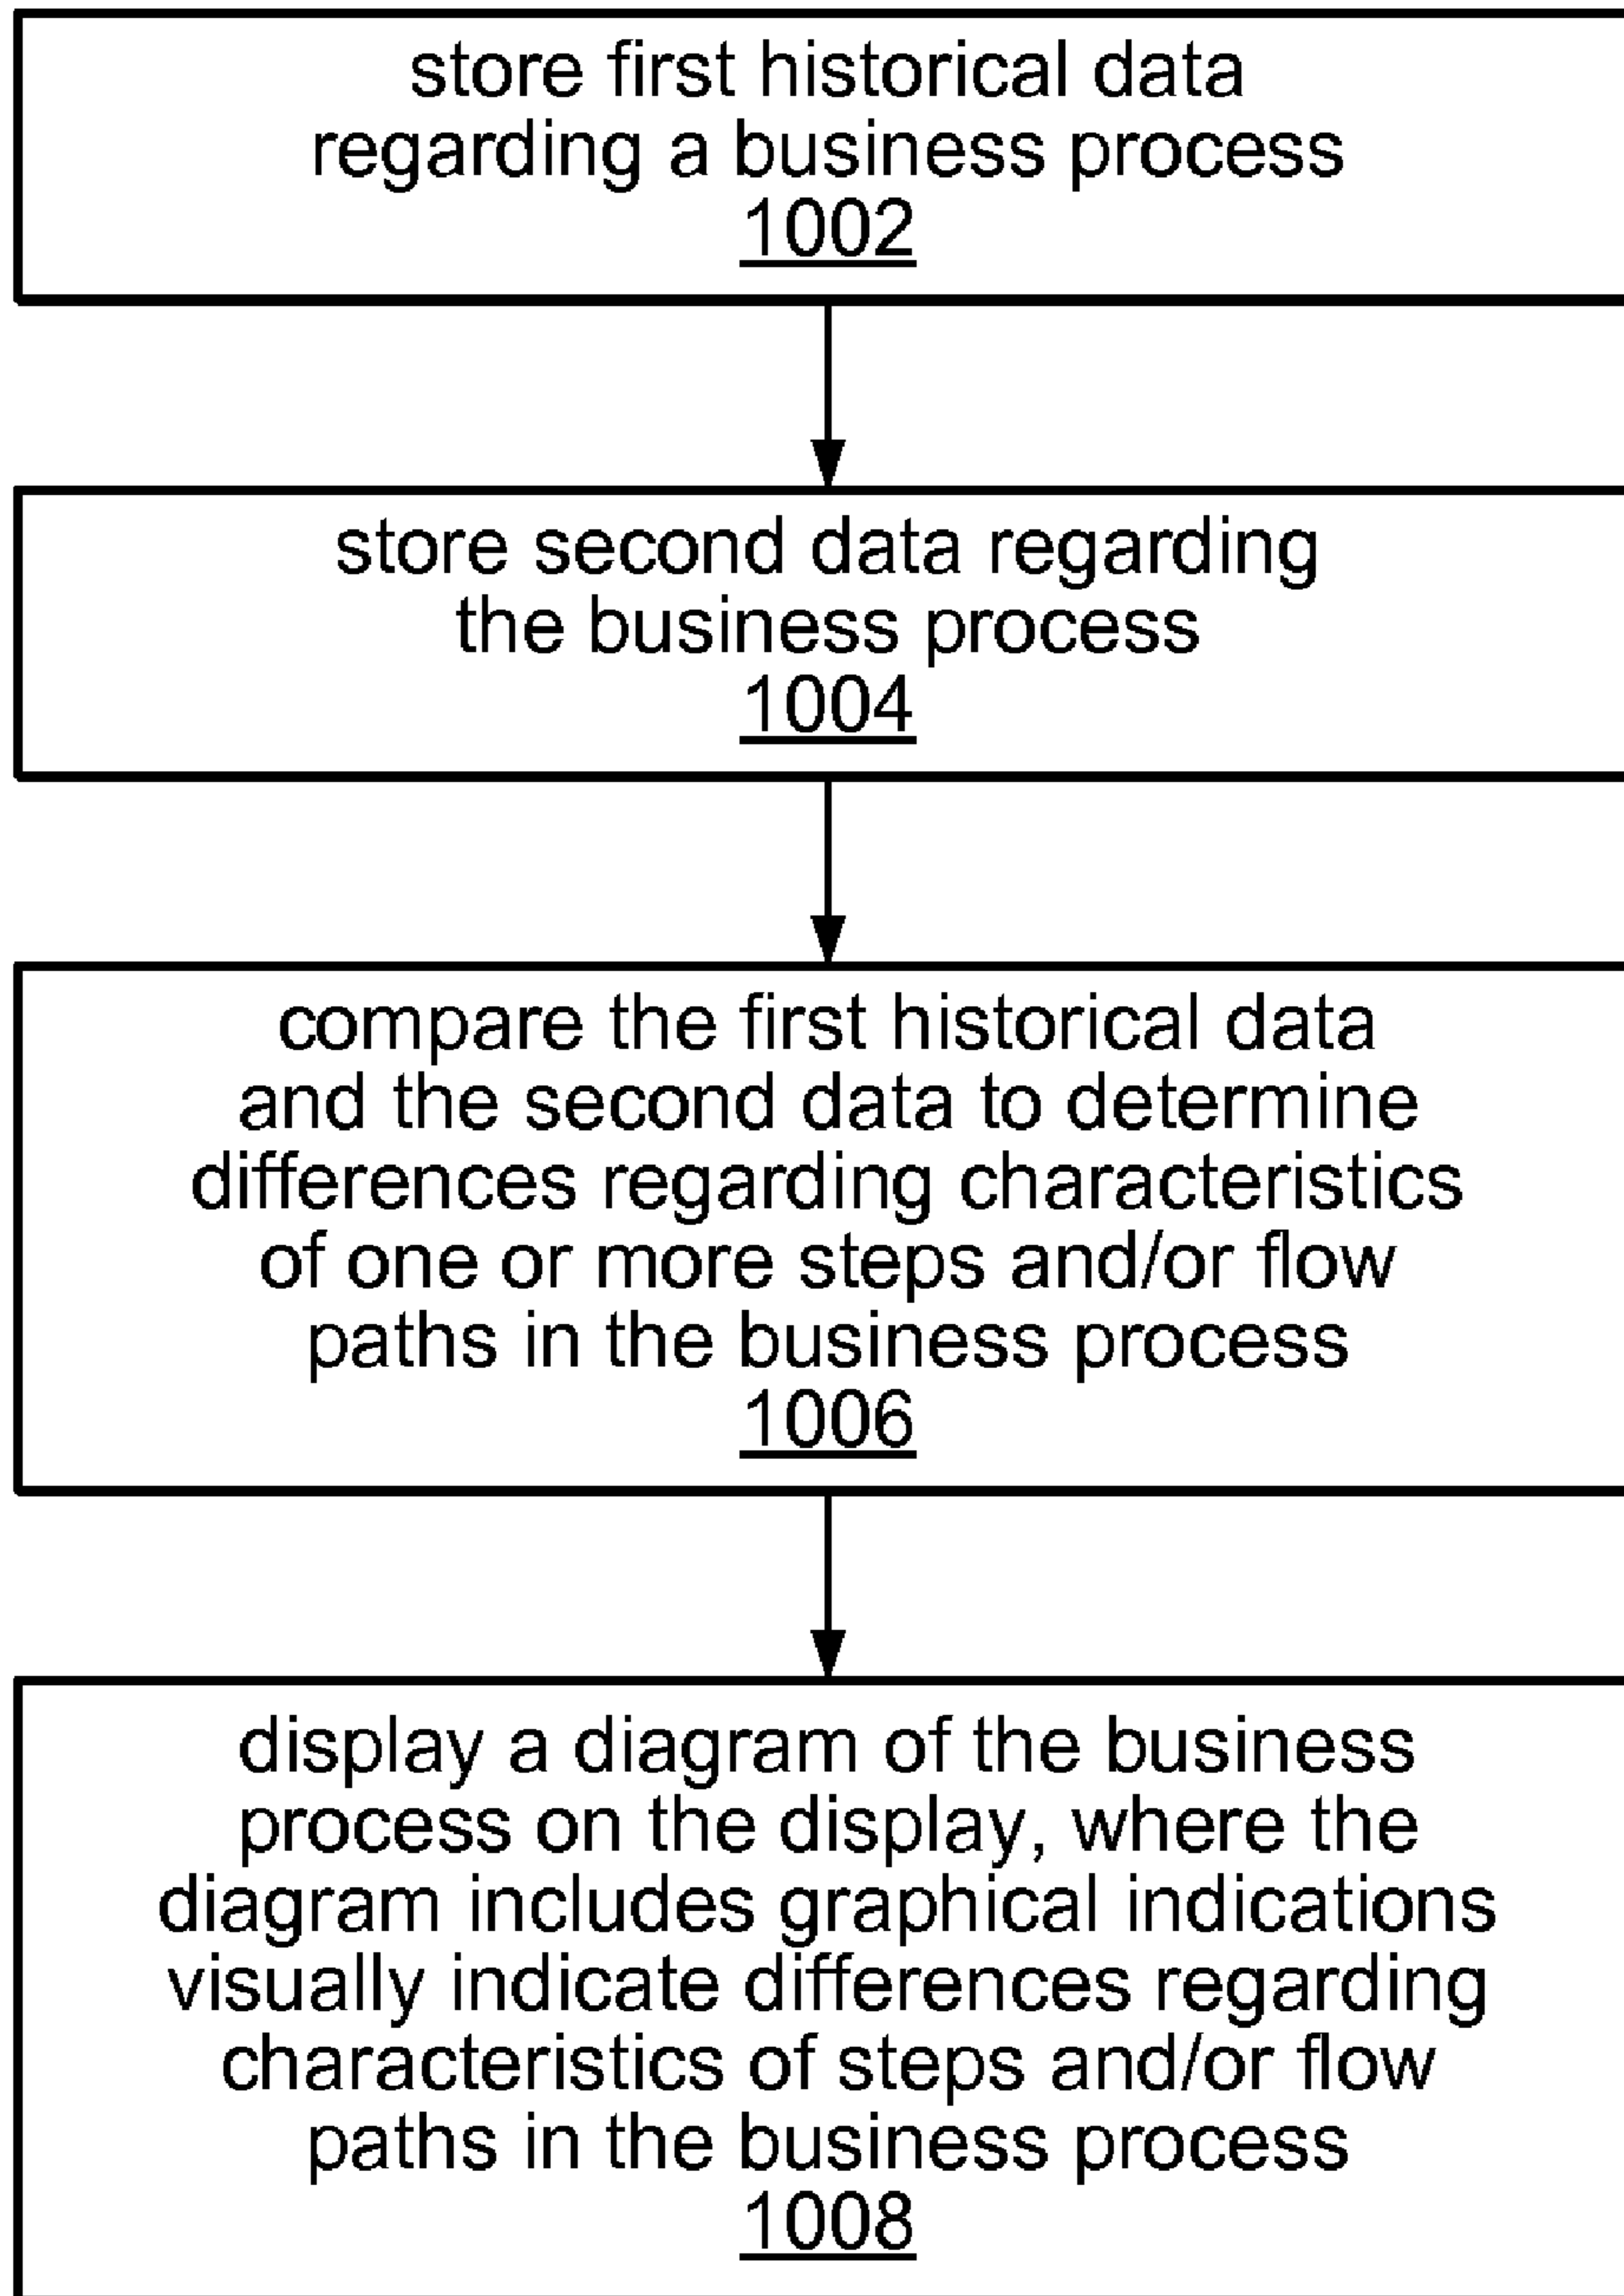 store first historical data
regarding a business process
1002
store second data regarding
the business process
1004
compare the first historical data
and the second data to determine
differences regarding characteristics
of one or more steps and/or flow
paths in the business process
1006
display a diagram of the business
process on the display, where the
diagram includes graphical indications
visually indicate differences regarding
characteristics of steps and/or flow
paths in the business process
1008